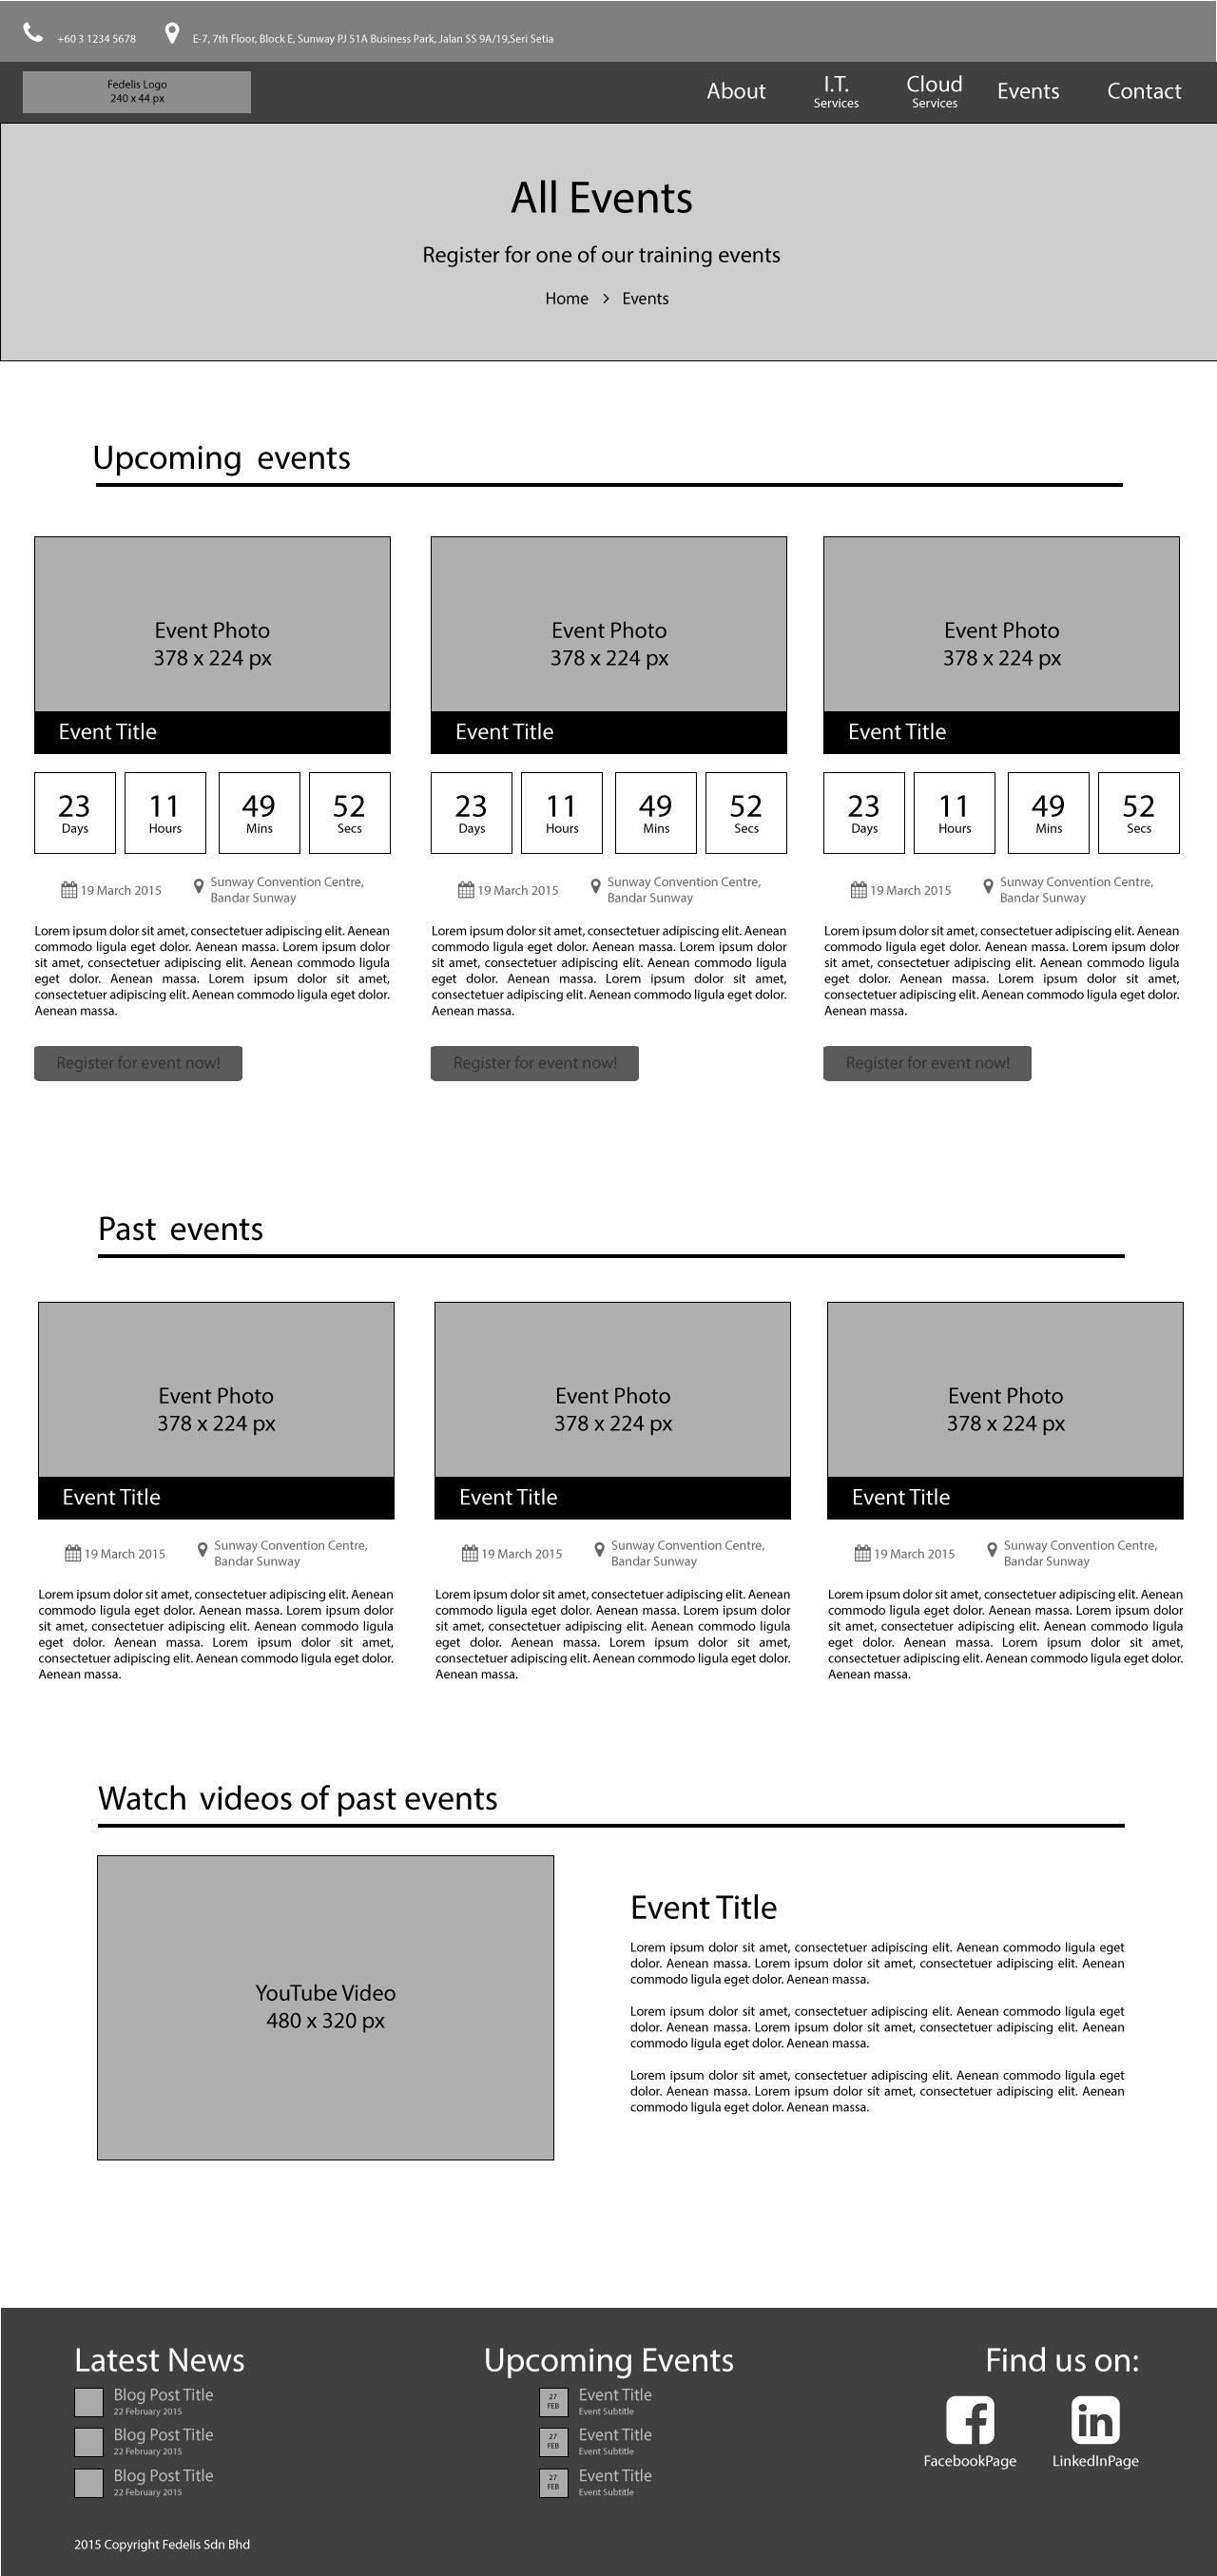 +60 3 1234 5678
E-7, 7th Floor, Block E, Sunway PJ 51A Business Park, Jalan SS 9A/19,Seri Setia
Fedelis Logo
240 x 44 px
About
I.T.
Services
Cloud
Services
Events
Contact
All Events
Register for one of our training events
Home > Events
Upcoming events
Event Photo
378 x 224 px
Event Title
23
Days
11
Hours
49
Mins
52
Secs
19 March 2015
Sunway Convention Centre,
Bandar Sunway
Lorem ipsum dolor sit amet, consectetuer adipiscing elit. Aenean
commodo ligula eget dolor. Aenean massa. Lorem ipsum dolor
sit amet, consectetuer adipiscing elit. Aenean commodo ligula
eget dolor. Aenean massa. Lorem ipsum dolor sit amet,
consectetuer adipiscing elit. Aenean commodo ligula eget dolor.
Aenean massa.
Register for event now!
Event Photo
378 x 224 px
Event Title
23
Days
11
Hours
49
Mins
52
Secs
19 March 2015
Sunway Convention Centre,
Bandar Sunway
Lorem ipsum dolor sit amet, consectetuer adipiscing elit. Aenean
commodo ligula eget dolor. Aenean massa. Lorem ipsum dolor
sit amet, consectetuer adipiscing elit. Aenean commodo ligula
eget dolor. Aenean massa. Lorem ipsum dolor sit amet,
consectetuer adipiscing elit. Aenean commodo ligula eget dolor.
Aenean massa.
Register for event now!
Event Photo
378 x 224 px
Event Title
23
Days
11
Hours
49
Mins
52
Secs
19 March 2015
Sunway Convention Centre,
Bandar Sunway
Lorem ipsum dolor sit amet, consectetuer adipiscing elit. Aenean
commodo ligula eget dolor. Aenean massa. Lorem ipsum dolor
sit amet, consectetuer adipiscing elit. Aenean commodo ligula
eget dolor. Aenean massa. Lorem ipsum dolor sit amet,
consectetuer adipiscing elit. Aenean commodo ligula eget dolor.
Aenean massa.
Register for event now!
Past events
Event Photo
378 x 224 px
Event Title
19 March 2015
Sunway Convention Centre,
Bandar Sunway
Lorem ipsum dolor sit amet, consectetuer adipiscing elit. Aenean
commodo ligula eget dolor. Aenean massa. Lorem ipsum dolor
sit amet, consectetuer adipiscing elit. Aenean commodo ligula
eget dolor. Aenean massa. Lorem ipsum dolor sit amet,
consectetuer adipiscing elit. Aenean commodo ligula eget dolor.
Aenean massa.
Event Photo
378 x 224 px
Event Title
19 March 2015
Sunway Convention Centre,
Bandar Sunway
Lorem ipsum dolor sit amet, consectetuer adipiscing elit. Aenean
commodo ligula eget dolor. Aenean massa. Lorem ipsum dolor
sit amet, consectetuer adipiscing elit. Aenean commodo ligula
eget dolor. Aenean massa. Lorem ipsum dolor sit amet,
consectetuer adipiscing elit. Aenean commodo ligula eget dolor.
Aenean massa.
Event Photo
378 x 224 px
Event Title
19 March 2015
Sunway Convention Centre,
Bandar Sunway
Lorem ipsum dolor sit amet, consectetuer adipiscing elit. Aenean
commodo ligula eget dolor. Aenean massa. Lorem ipsum dolor
sit amet, consectetuer adipiscing elit. Aenean commodo ligula
eget dolor. Aenean massa. Lorem ipsum dolor sit amet,
consectetuer adipiscing elit. Aenean commodo ligula eget dolor.
Aenean massa.
Watch videos of past events
YouTube Video
480 x 320 px
Event Title
Lorem ipsum dolor sit amet, consectetuer adipiscing elit. Aenean commodo ligula eget
dolor. Aenean massa. Lorem ipsum dolor sit amet, consectetuer adipiscing elit. Aenean
commodo ligula eget dolor. Aenean massa.
Lorem ipsum dolor sit amet, consectetuer adipiscing elit. Aenean commodo ligula eget
dolor. Aenean massa. Lorem ipsum dolor sit amet, consectetuer adipiscing elit. Aenean
commodo ligula eget dolor. Aenean massa.
Lorem ipsum dolor sit amet, consectetuer adipiscing elit. Aenean commodo ligula eget
dolor. Aenean massa. Lorem ipsum dolor sit amet, consectetuer adipiscing elit. Aenean
commodo ligula eget dolor. Aenean massa.
Latest News
Blog Post Title
22 February 2015
Blog Post Title
22 February 2015
Blog Post Title
22 February 2015
Upcoming Events
27
FEB
Event Title
Event Subtitle
27
FEB
Event Title
Event Subtitle
27
FEB
Event Title
Event Subtitle
Find us on:
FacebookPage
in
LinkedInPage
2015 Copyright Fedelis Sdn Bhd